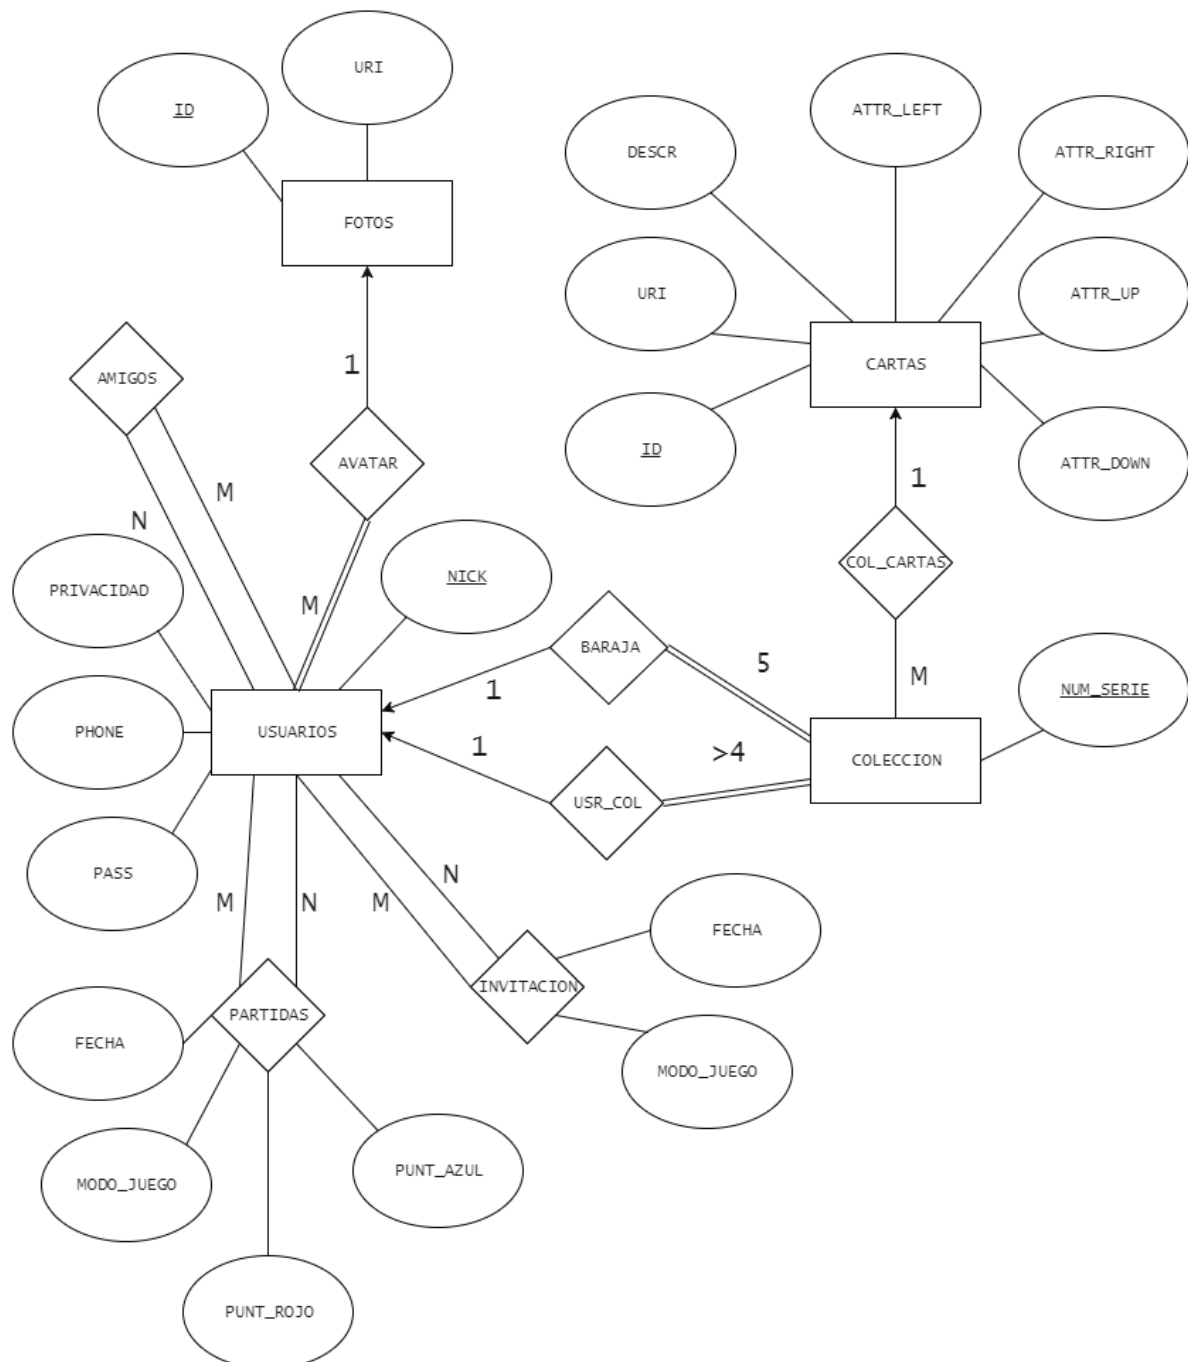 URI
ID
ATTR_LEFT
DESCR
ATTR_RIGHT
FOTOS
URI
ATTR_UP
1
CARTAS
AMIGOS
ID
AVATAR
ATTR_DOWN
1
M
N
COL_CARTAS
NICK
PRIVACIDAD
M
BARAJA
5
M
1
NUM_SERIE
PHONE
USUARIOS
1
>4
COLECCION
USR_COL
PASS
M
N
M
N
FECHA
INVITACION
PARTIDAS
FECHA
MODO_JUEGO
PUNT_AZUL
MODO_JUEGO
PUNT_ROJO